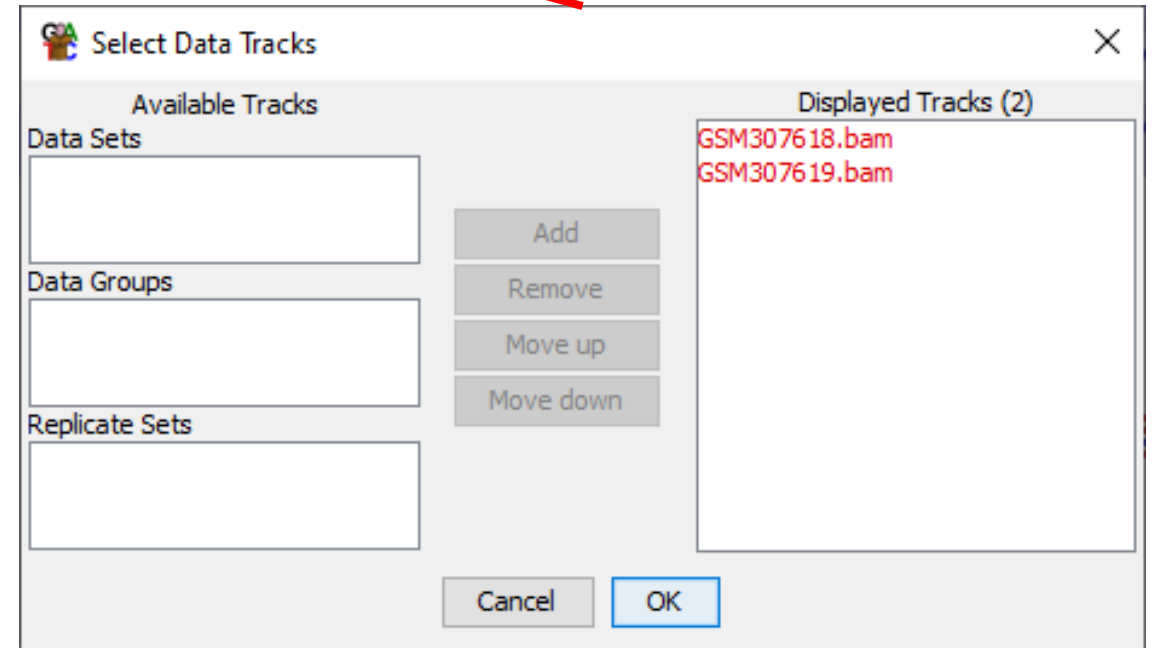 Select Data Tracks
Available Tracks
Displayed Tracks (2)
Data Sets
GSM307618.bam
GSM307619.bam
Add
Data Groups
Remove
Move up
Move down
Replicate Sets
Cancel
OK